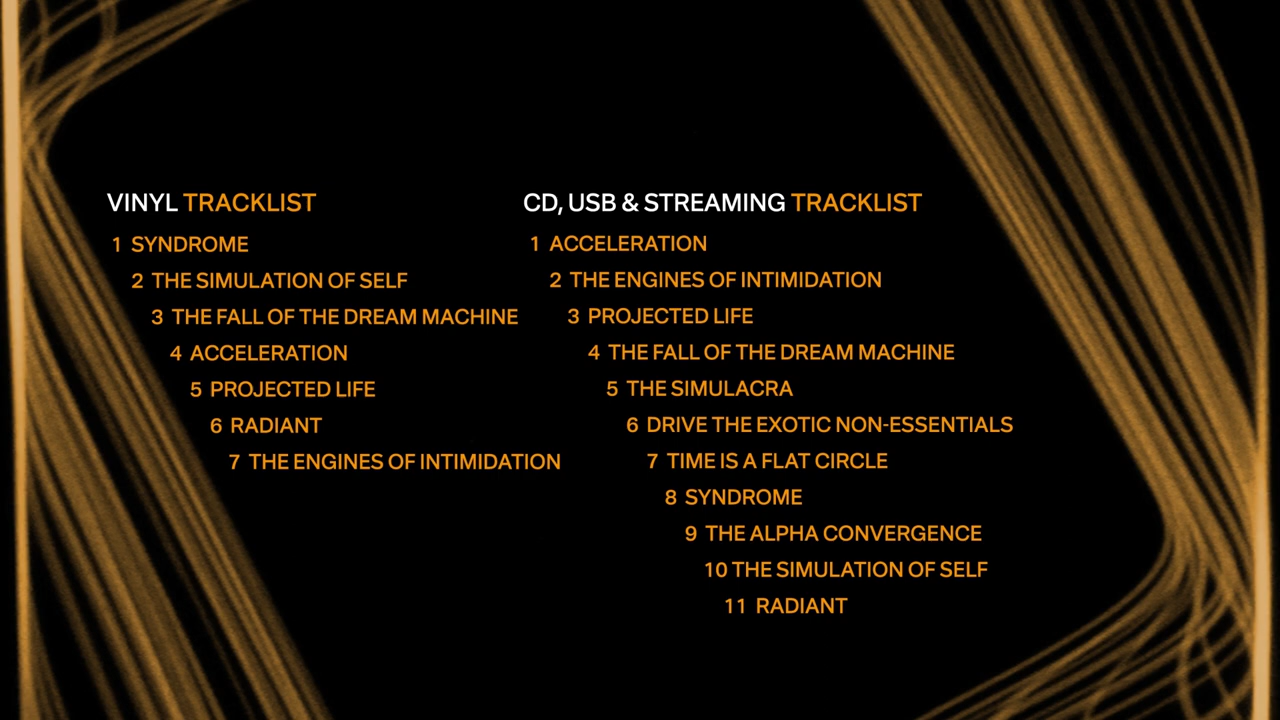 VINYL TRACKLIST
1 SYNDROME
2 THE SIMULATION OF SELF
3 THE FALL OF THE DREAM MACHINE
4 ACCELERATION
5 PROJECTED LIFE
6 RADIANT
7 THE ENGINES OF INTIMIDATION
CD, USB & STREAMING TRACKLIST
1 ACCELERATION
2 THE ENGINES OF INTIMIDATION
3 PROJECTED LIFE
4 THE FALL OF THE DREAM MACHINE
5 THE SIMULACRA
6 DRIVE THE EXOTIC NON-ESSENTIALS
7 TIME IS A FLAT CIRCLE
8 SYNDROME
9 THE ALPHA CONVERGENCE
10 THE SIMULATION OF SELF
11 RADIANT